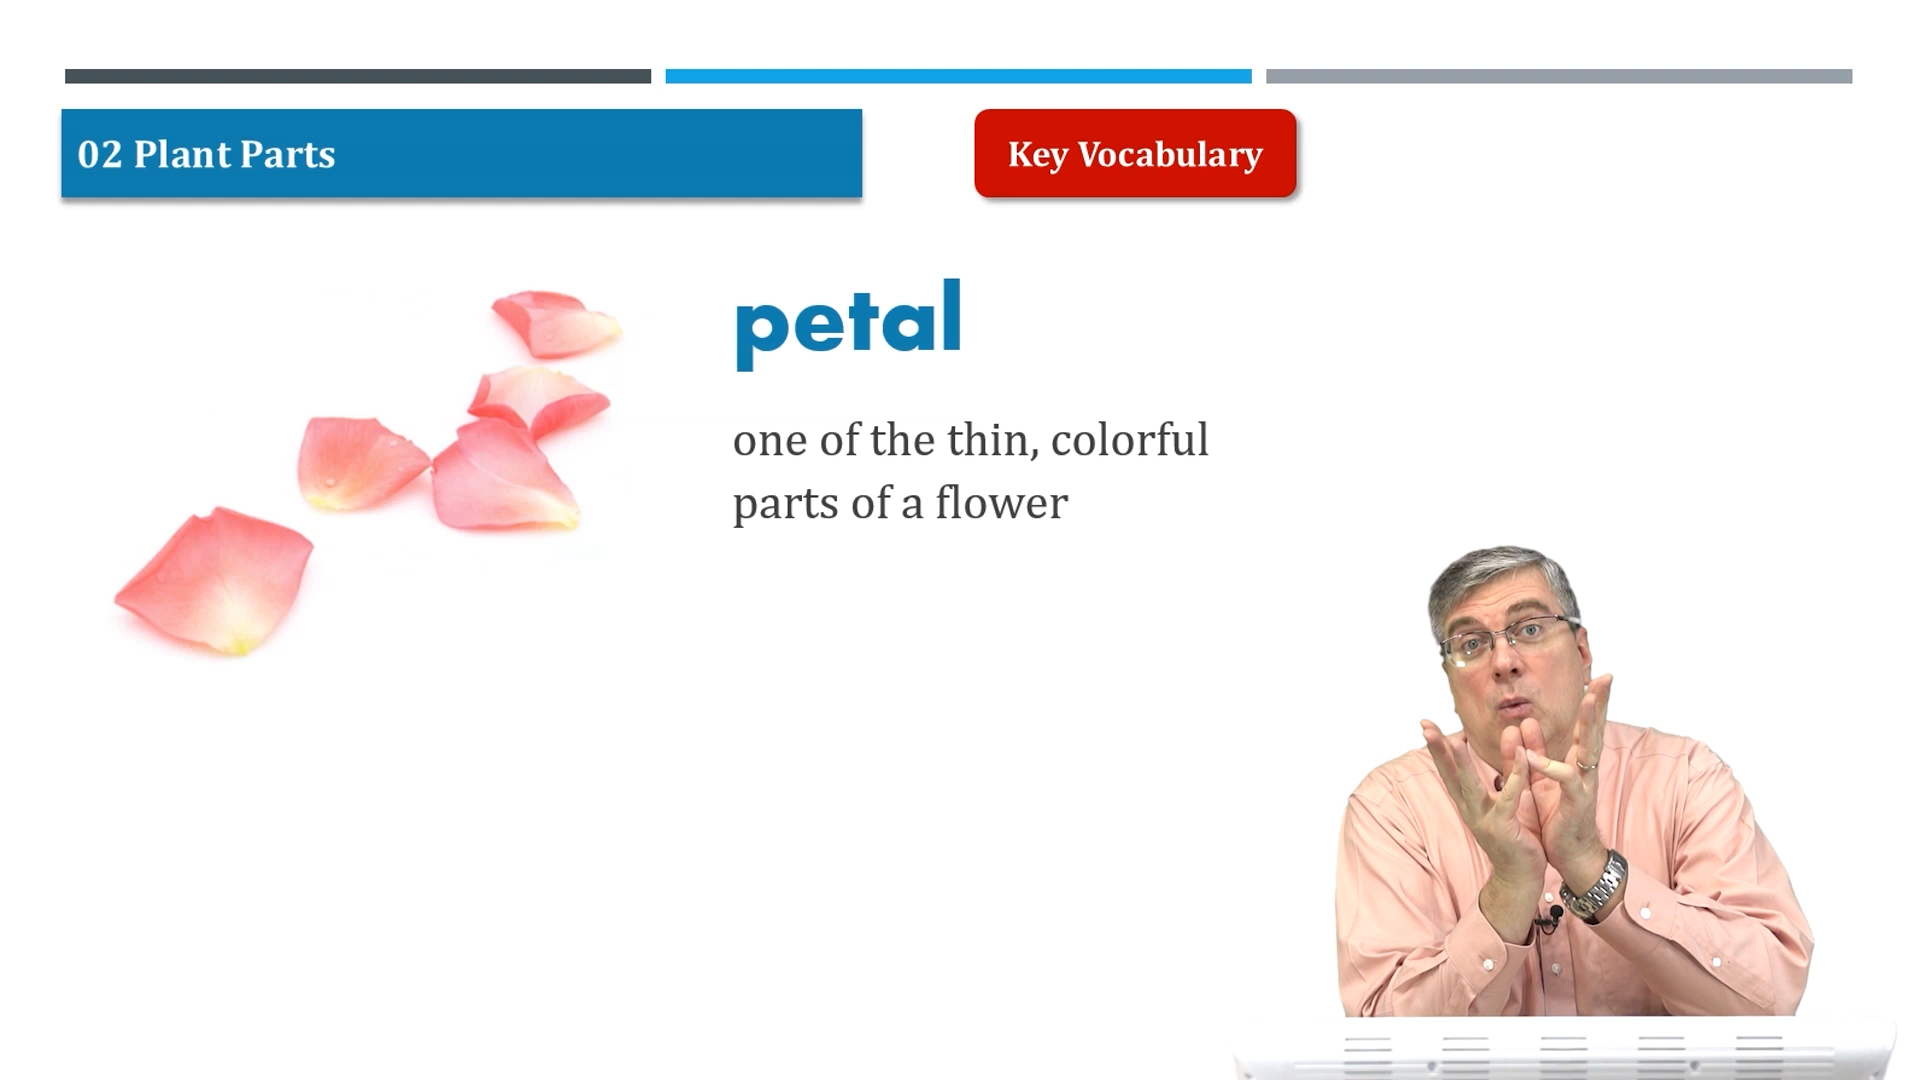 02 Plant Parts
Key Vocabulary
petal
one of the thin, colorful
parts of a flower